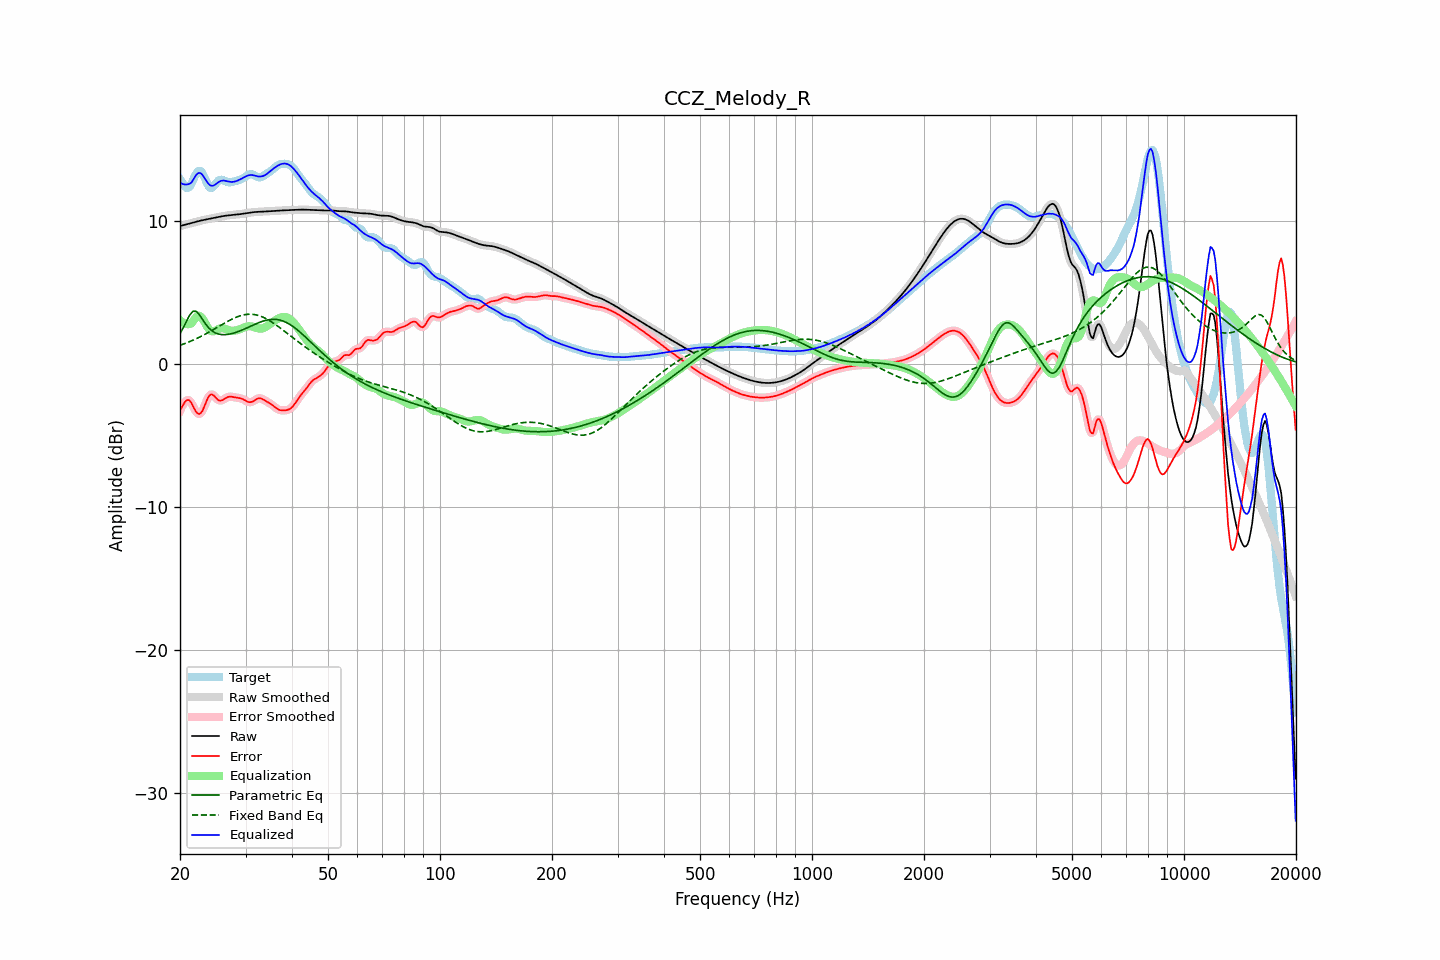 CCZ_Melody_R
Amplitude (dBr)
10
0
−10
−20
−30
Target
Raw Smoothed
Error Smoothed
Raw
Error
Equalization
Parametric Eq
Fixed Band Eq
Equalized
20 50 100 200 500 1000 2000 5000 10000 20000
Frequency (Hz)